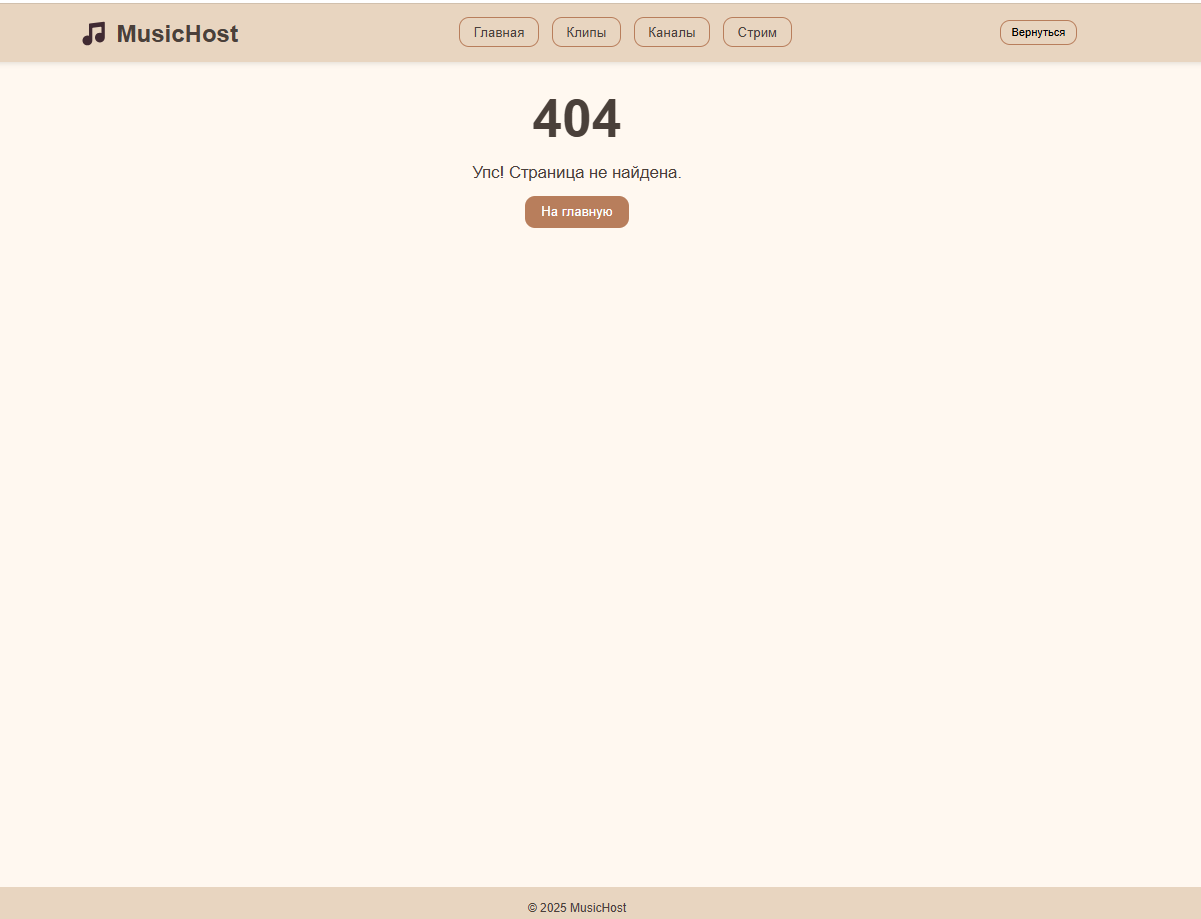 MusicHost
Главная Клипы Каналы Стрим
Вернуться
404
Упс! Страница не найдена.
На главную
© 2025 MusicHost